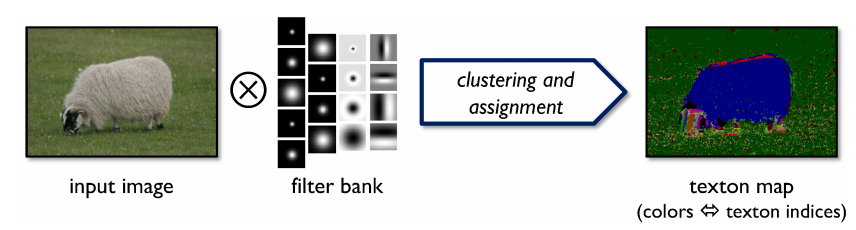 clustering and
assignment
input image
filter bank
texton map
(colors ⇔ texton indices)